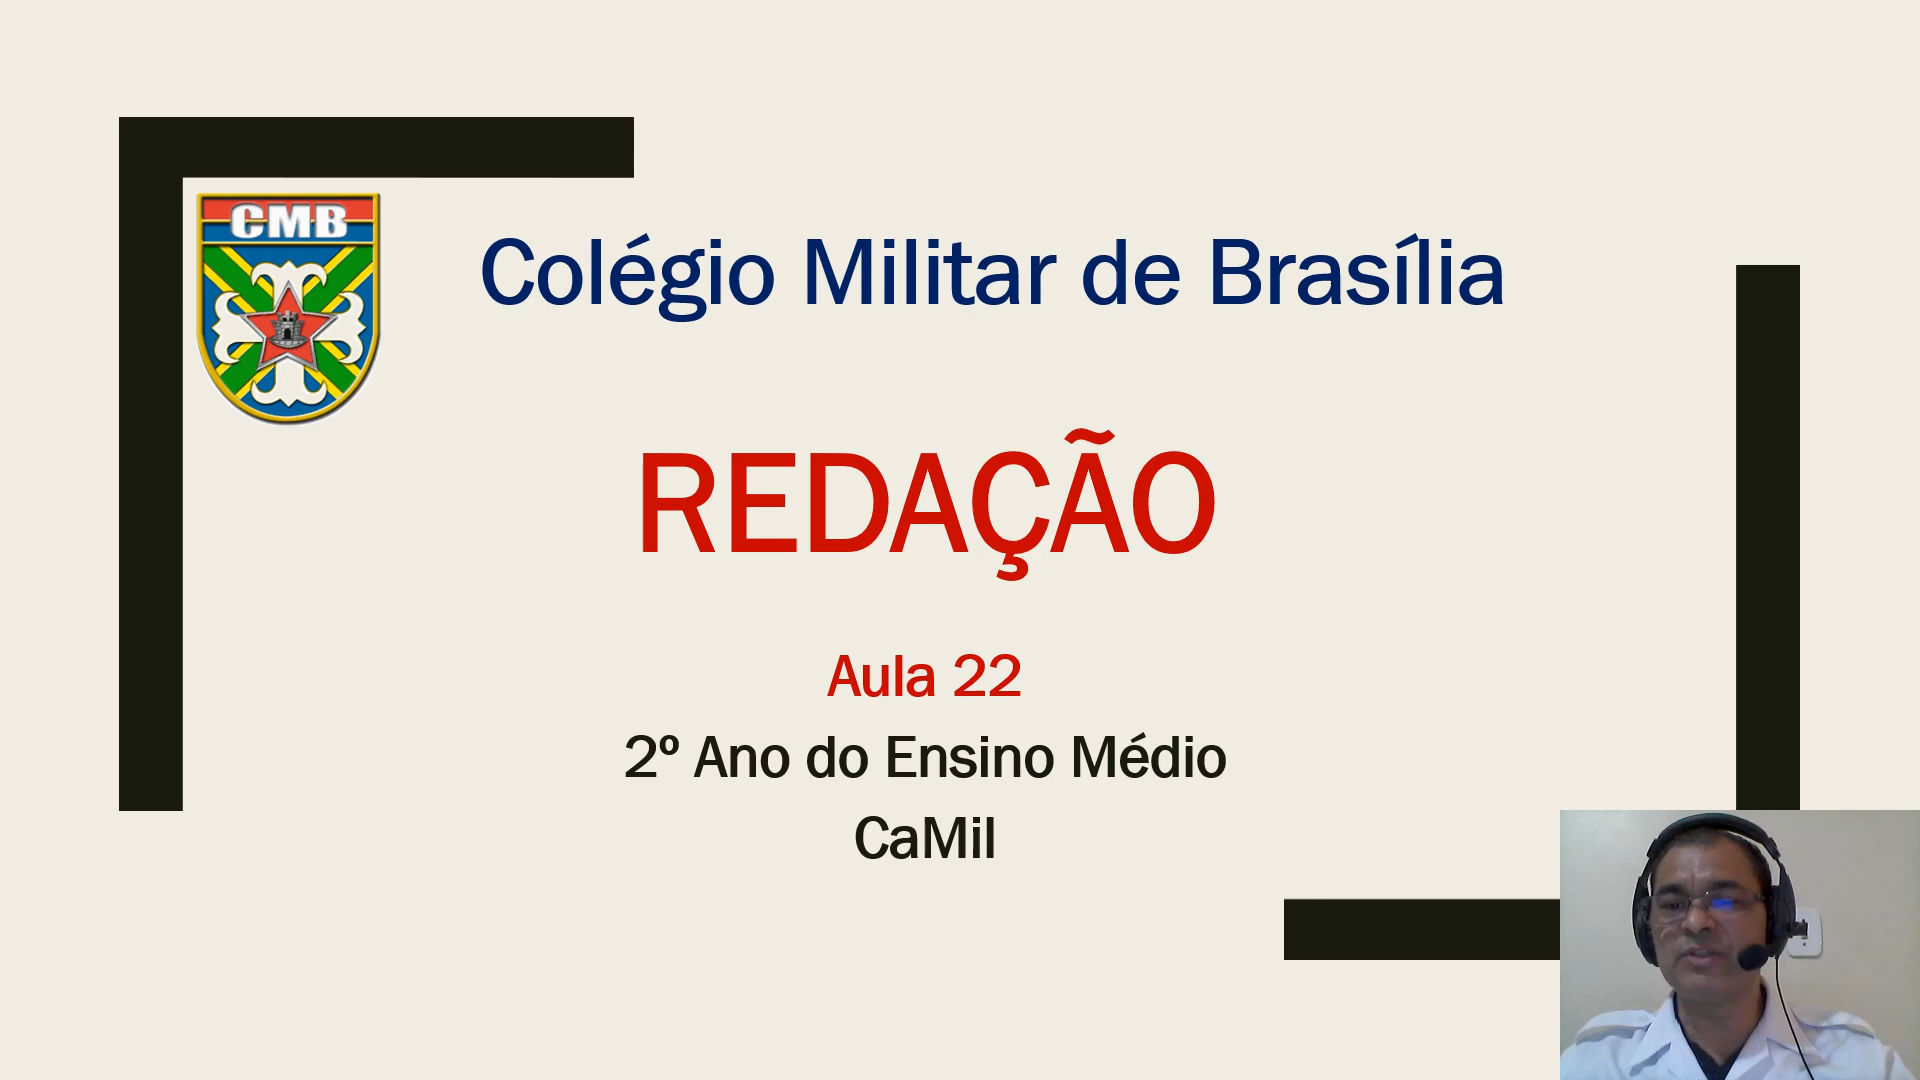 CMB
Colégio Militar de Brasília
REDAÇÃO
Aula 22
2º Ano do Ensino Médio
CaMil